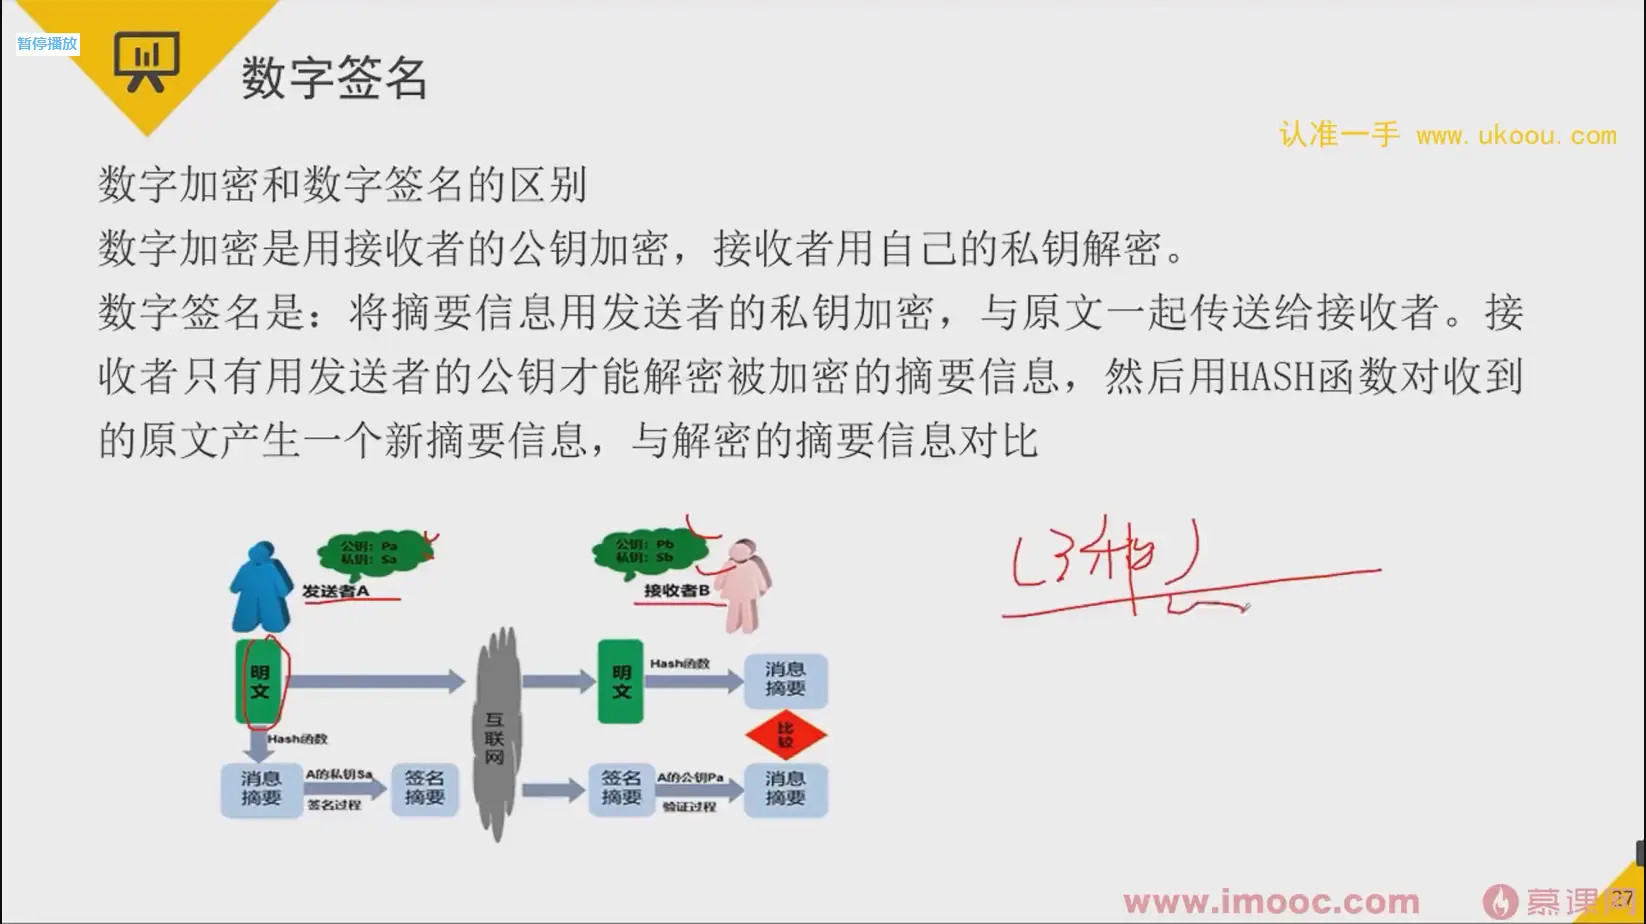 暂停播放
数字签名
认准一手 www.ukoou.com
数字加密和数字签名的区别
数字加密是用接收者的公钥加密，接收者用自己的私钥解密。
数字签名是：将摘要信息用发送者的私钥加密，与原文一起传送给接收者。接
收者只有用发送者的公钥才能解密被加密的摘要信息，然后用HASH函数对收到
的原文产生一个新摘要信息，与解密的摘要信息对比
公钥：Pa
私钥：Sa
发送者A
公钥：Pb
私钥：Sb
接收者B
明文
Hash函数
消息
摘要
A的私钥Sa
签名过程
签名
摘要
互联网
明文
Hash函数
消息
摘要
比较
签名
摘要
A的公钥Pa
验证过程
消息
摘要
www.imooc.com
慕课网
27